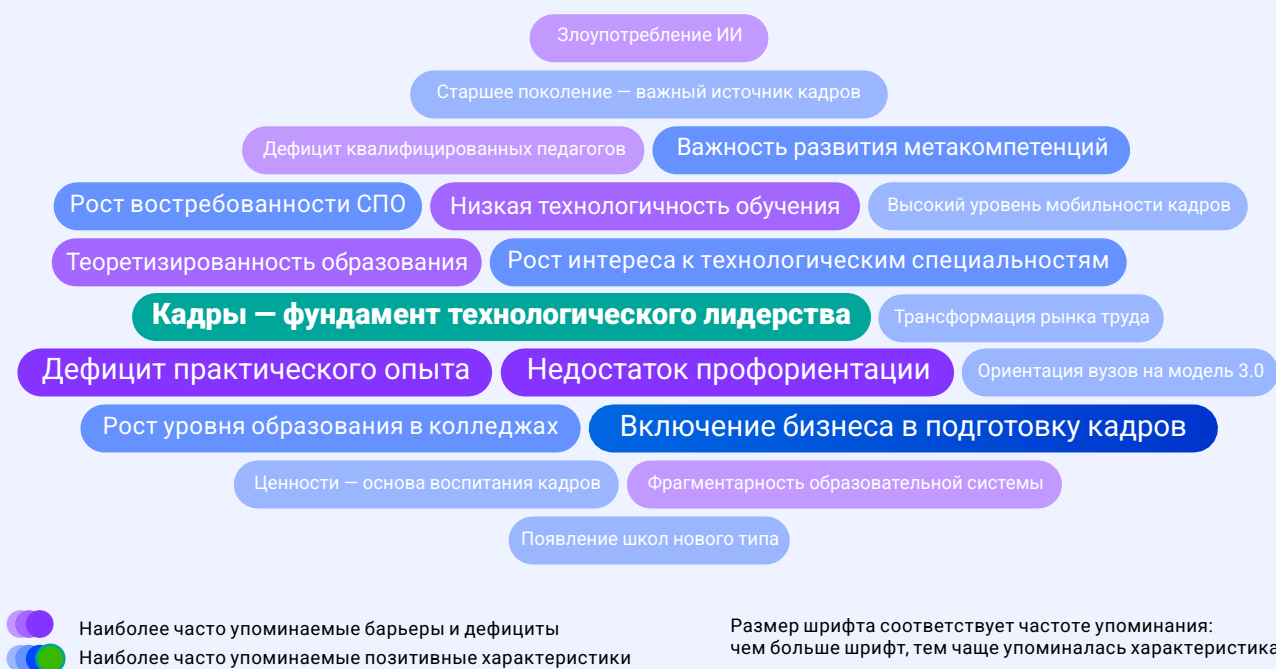 Злоупотребление ИИ
Старшее поколение — важный источник кадров
Дефицит квалифицированных педагогов
Важность развития метакомпетенций
Рост востребованности СПО
Низкая технологичность обучения
Высокий уровень мобильности кадров
Теоретизированность образования
Рост интереса к технологическим специальностям
Кадры — фундамент технологического лидерства
Трансформация рынка труда
Дефицит практического опыта
Недостаток профориентации
Ориентация вузов на модель 3.0
Рост уровня образования в колледжах
Включение бизнеса в подготовку кадров
Ценности — основа воспитания кадров
Фрагментарность образовательной системы
Появление школ нового типа
Наиболее часто упоминаемые барьеры и дефициты
Наиболее часто упоминаемые позитивные характеристики
Размер шрифта соответствует частоте упоминания:
чем больше шрифт, тем чаще упоминалась характеристика